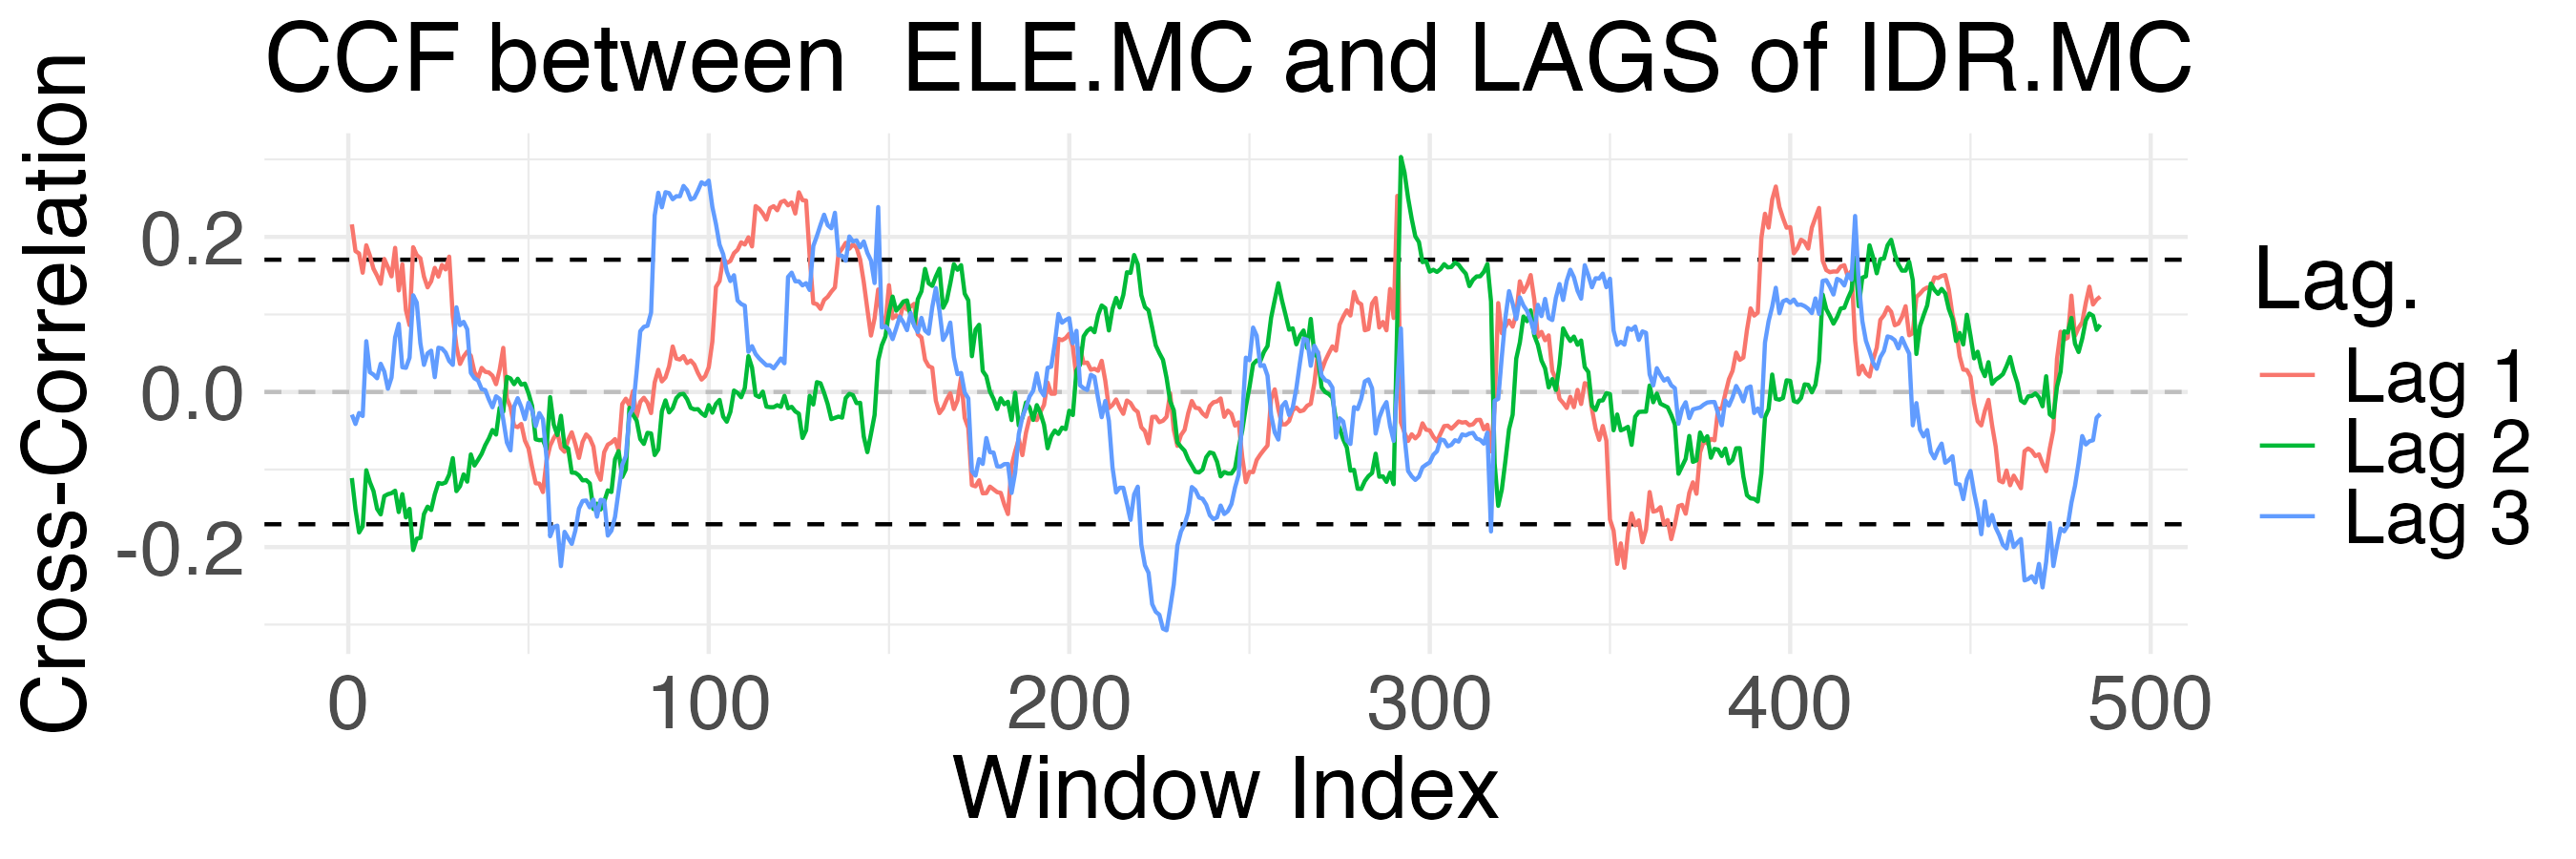 CCF between  ELE.MC and LAGS of IDR.MC
Cross-Correlation
0.2
0.0
-0.2
0 100 200 300 400 500
Window Index
Lag.
Lag 1
Lag 2
Lag 3